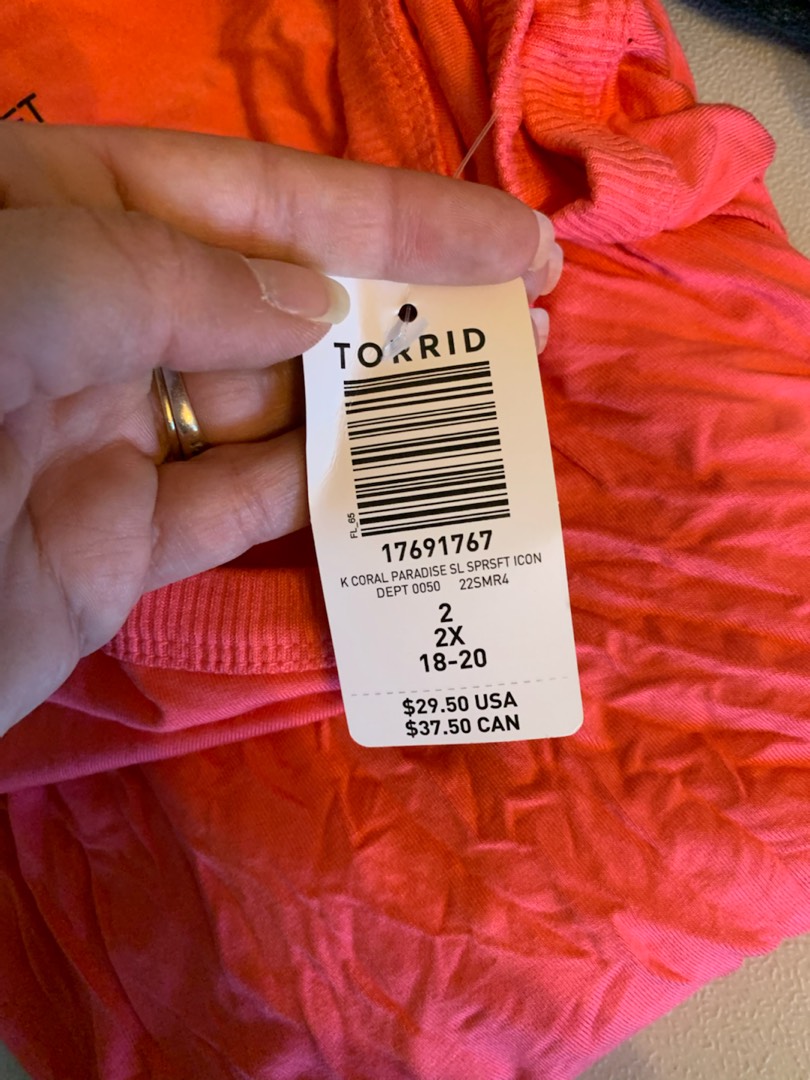 FT
TORRID
FL_65
17691767
K CORAL PARADISE SL SPRSFT ICON
DEPT 0050 22SMR4
2
2X
18-20
$29.50 USA
$37.50 CAN